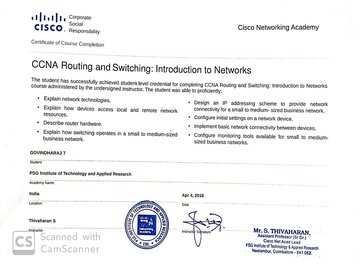 Corporate
Social
Responsibility
CISCO
Cisco Networking Academy
Certificate of Course Completion
CCNA Routing and Switching: Introduction to Networks
The student has successfully achieved student level credential for completing CCNA Routing and Switching: Introduction to Networks
course administered by the undersigned instructor. The student was able to proficiently:
• Explain network technologies.
• Explain how devices access local and remote network
resources.
• Describe router hardware.
• Explain how switching operates in a small to medium-sized
business network.
• Design an IP addressing scheme to provide network
connectivity for a small to medium-sized business network.
• Configure initial settings on a network device.
• Implement basic network connectivity between devices.
• Configure monitoring tools available for small to medium-
sized business networks.
GOVINDHARAJ T
Student
PSG Institute of Technology and Applied Research
Academy Name
India
Apr 4, 2018
Location
Date
Thivaharan S
Instructor
Instructor Signature
Mr. S. THIVAHARAN,
Assistant Professor (Sr.Gr.)
Cisco Net Acad Lead
PSG Institute of Technology & Applied Research
Neelambur, Coimbatore - 641 062.
CS
Scanned with
CamScanner